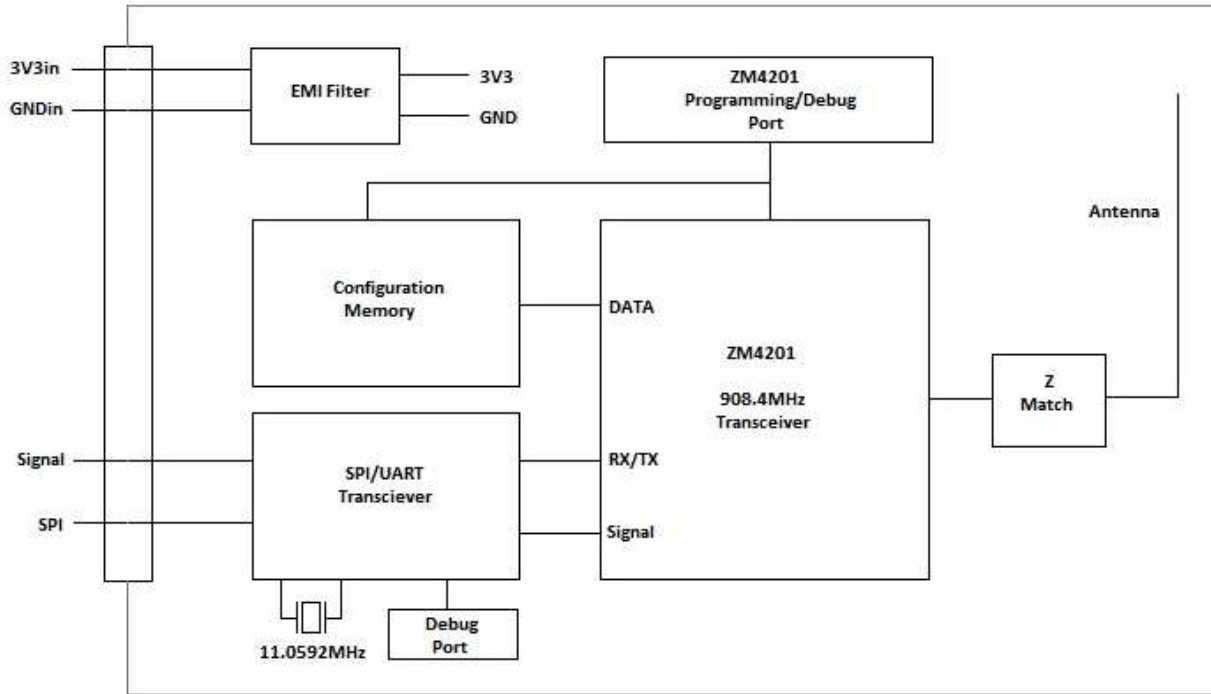 3V3in
GNDin
EMI Filter
3V3
GND
ZM4201
Programming/Debug
Port
Antenna
Configuration
Memory
DATA
ZM4201
908.4MHz
Transceiver
Z
Match
Signal
SPI
SPI/UART
Transciever
RX/TX
Signal
11.0592MHz
Debug
Port